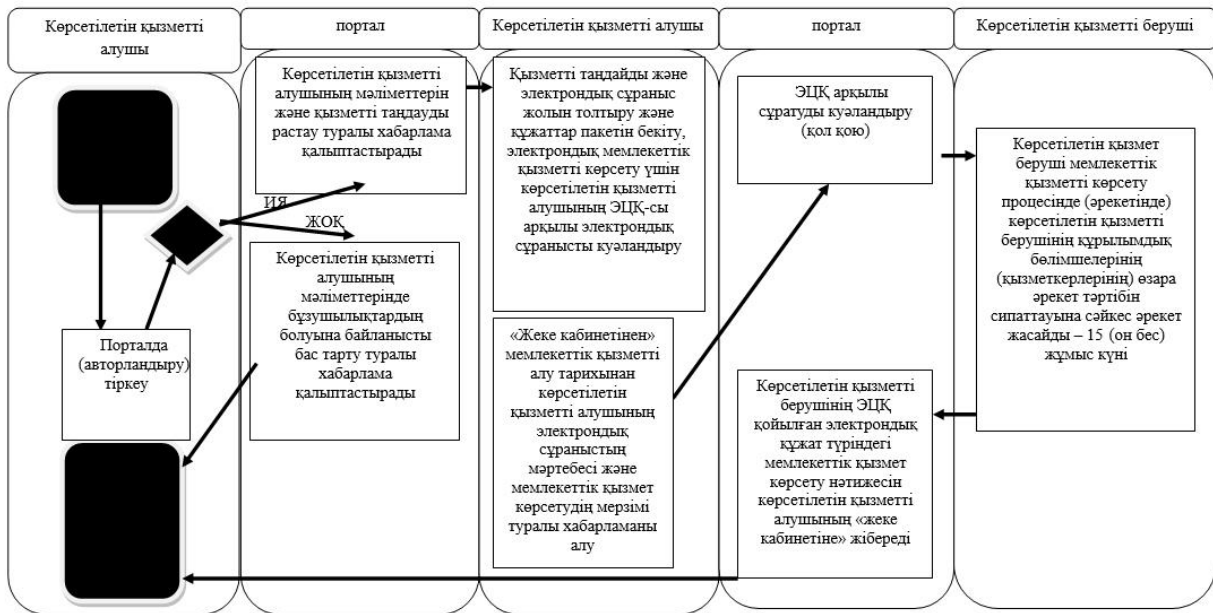 Көрсетілетін қызметті
алушы
портал
Көрсетілетін қызметті алушы
портал
Көрсетілетін қызметті беруші
Порталда
(авторландыру)
тіркеу
Көрсетілетін қызметті
алушының мәліметтерін
және қызметті таңдауды
растау туралы хабарлама
қалыптастырады
ИЯ
ЖОҚ
Көрсетілетін қызметті
алушының
мәліметтерінде
бұзушылықтардың
болуына байланысты
бас тарту туралы
хабарлама
қалыптастырады
Қызметті таңдайды және
электрондық сұраныс
жолын толтыру және
құжаттар пакетін бекіту,
электрондық мемлекеттік
қызметті көрсету үшін
көрсетілетін қызметті
алушының ЭЦҚ-сы
арқылы электрондық
сұранысты куәландыру
«Жеке кабинетінен»
мемлекеттік қызметті
алу тарихынан
көрсетілетін
қызметті алушының
электрондық
сұраныстың
мәртебесі және
мемлекеттік қызмет
көрсетудің мерзімі
туралы хабарламаны
алу
ЭЦҚ арқылы
сұратуды куәландыру
(қол қою)
Көрсетілетін қызметті
берушінің ЭЦҚ
қойылған электрондық
құжат түріндегі
мемлекеттік қызмет
көрсету нәтижесін
көрсетілетін қызметті
алушының «жеке
кабинетіне» жібереді
Көрсетілетін қызмет
беруші мемлекеттік
қызметті көрсету
процесінде (әрекетінде)
көрсетілетін қызметті
берушінің құрылымдық
бөлімшелерінің
(қызметкерлерінің) өзара
әрекет тәртібін
сипаттауына сәйкес әрекет
жасайды – 15 (он бес)
жұмыс күні